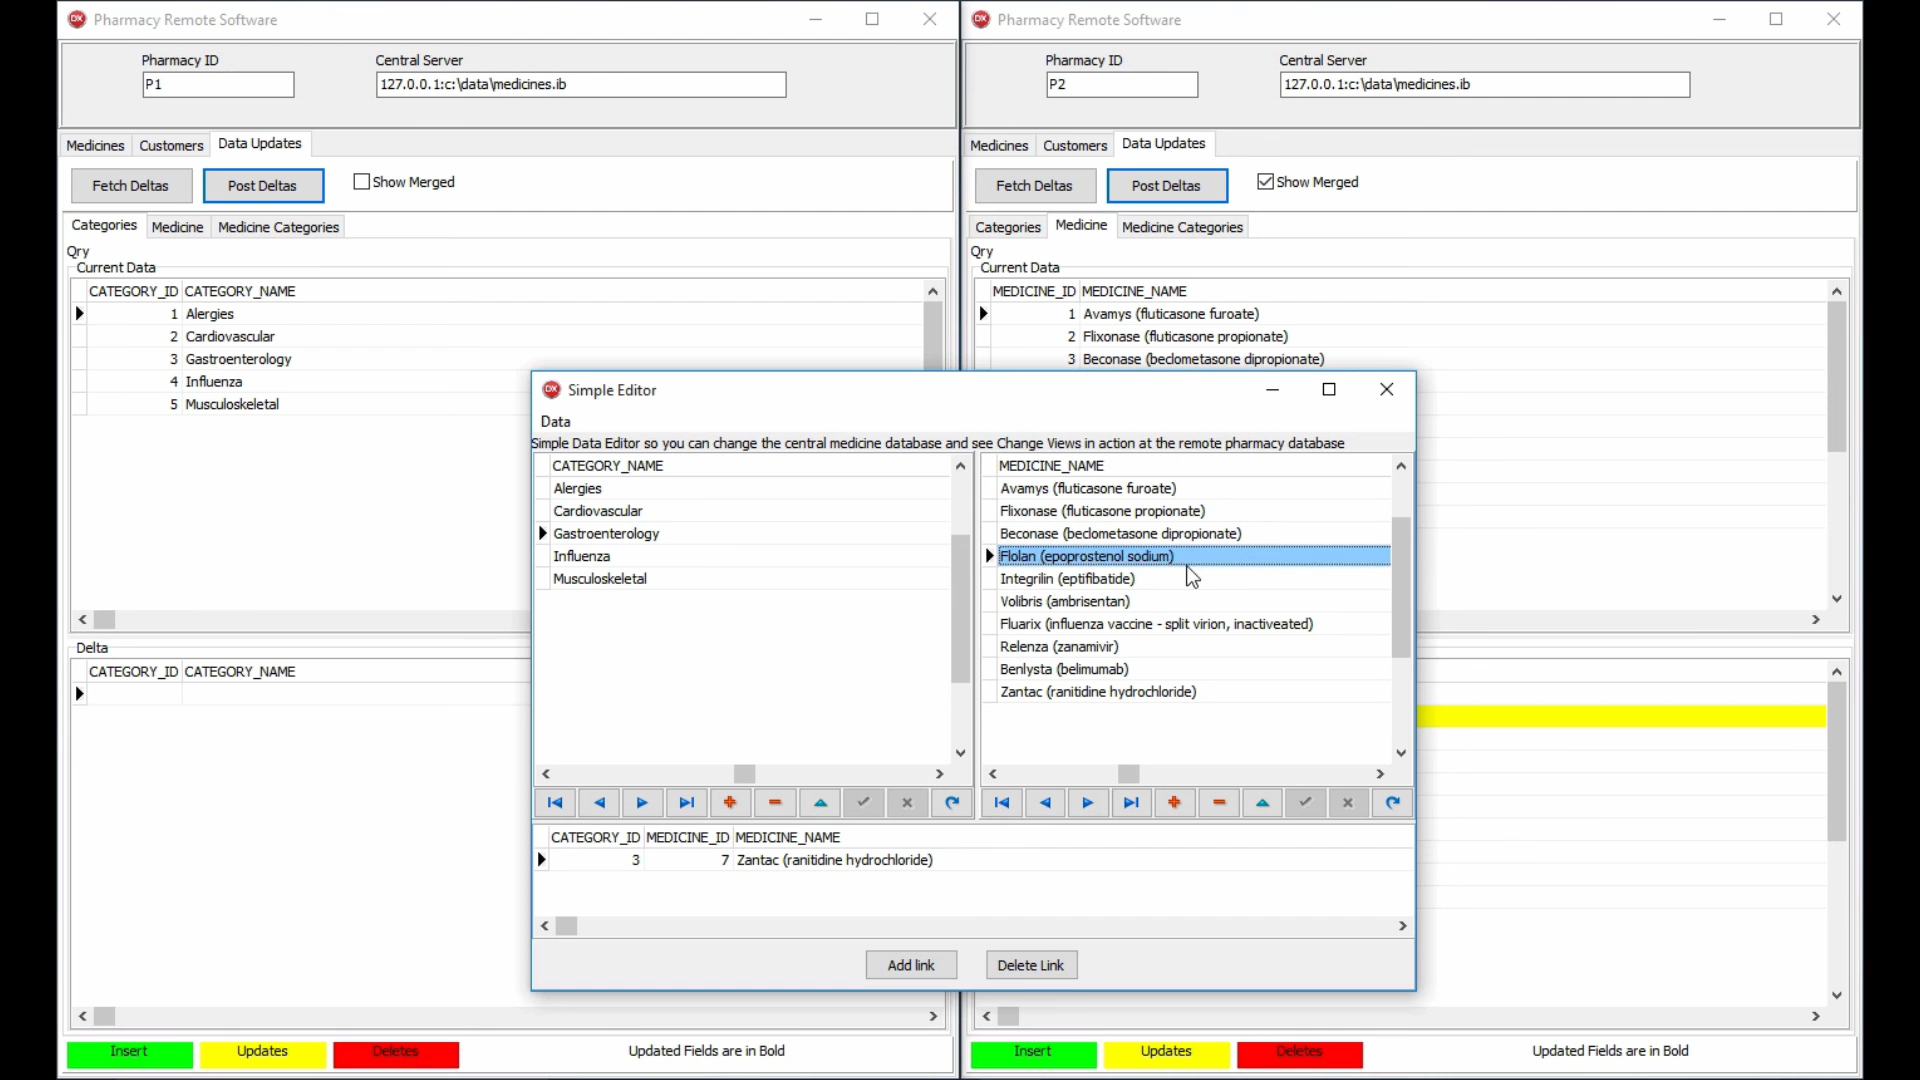 Pharmacy Remote Software
Pharmacy ID
Central Server
P1
127.0.0.1:c:\data\medicines.ib
Medicines
Customers
Data Updates
Fetch Deltas
Post Deltas
Show Merged
Categories
Medicine
Medicine Categories
Qry
Current Data
CATEGORY_ID CATEGORY_NAME
1 Alergies
2 Cardiovascular
3 Gastroenterology
4 Influenza
5 Musculoskeletal
Delta
CATEGORY_ID CATEGORY_NAME
Insert
Updates
Deletes
Updated Fields are in Bold
Pharmacy Remote Software
Pharmacy ID
Central Server
P2
127.0.0.1:c:\data\medicines.ib
Medicines
Customers
Data Updates
Fetch Deltas
Post Deltas
Show Merged
Categories
Medicine
Medicine Categories
Qry
Current Data
MEDICINE_ID MEDICINE_NAME
1 Avamys (fluticasone furoate)
2 Flixonase (fluticasone propionate)
3 Beconase (beclometasone dipropionate)
Insert
Updates
Deletes
Updated Fields are in Bold
Simple Editor
Data
Simple Data Editor so you can change the central medicine database and see Change Views in action at the remote pharmacy database
CATEGORY_NAME
Alergies
Cardiovascular
Gastroenterology
Influenza
Musculoskeletal
MEDICINE_NAME
Avamys (fluticasone furoate)
Flixonase (fluticasone propionate)
Beconase (beclometasone dipropionate)
Flolan (epoprostenol sodium)
Integrilin (eptifibatide)
Volibris (ambrisentan)
Fluarix (influenza vaccine - split virion, inactiveated)
Relenza (zanamivir)
Benlysta (belimumab)
Zantac (ranitidine hydrochloride)
CATEGORY_ID MEDICINE_ID MEDICINE_NAME
3 7 Zantac (ranitidine hydrochloride)
Add link
Delete Link